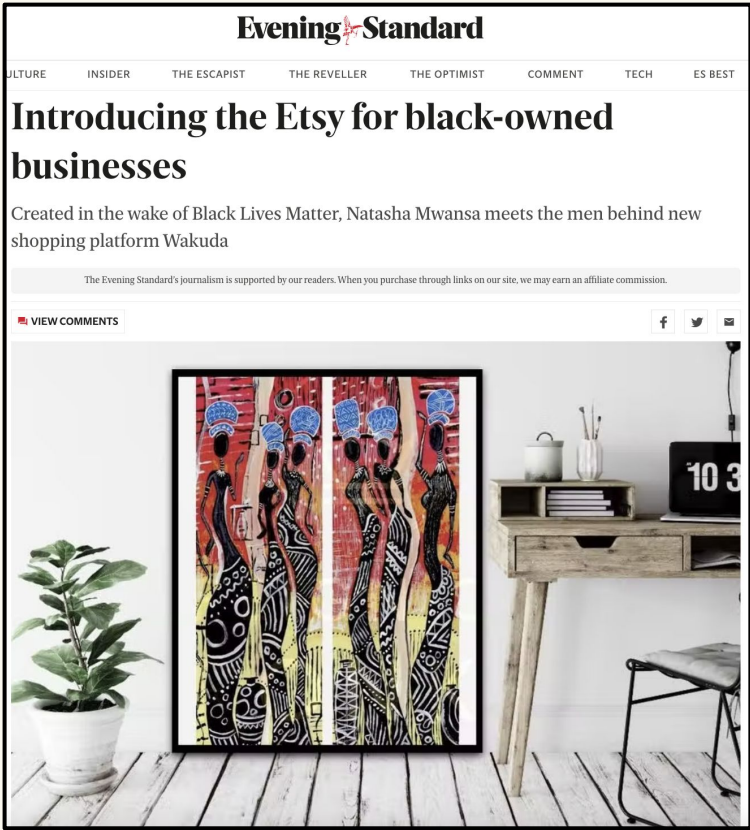 Evening Standard
ULTURE INSIDER THE ESCAPIST THE REVELLER THE OPTIMIST COMMENT TECH ES BEST
Introducing the Etsy for black-owned
businesses
Created in the wake of Black Lives Matter, Natasha Mwansa meets the men behind new
shopping platform Wakuda
The Evening Standard's journalism is supported by our readers. When you purchase through links on our site, we may earn an affiliate commission.
VIEW COMMENTS
10 3